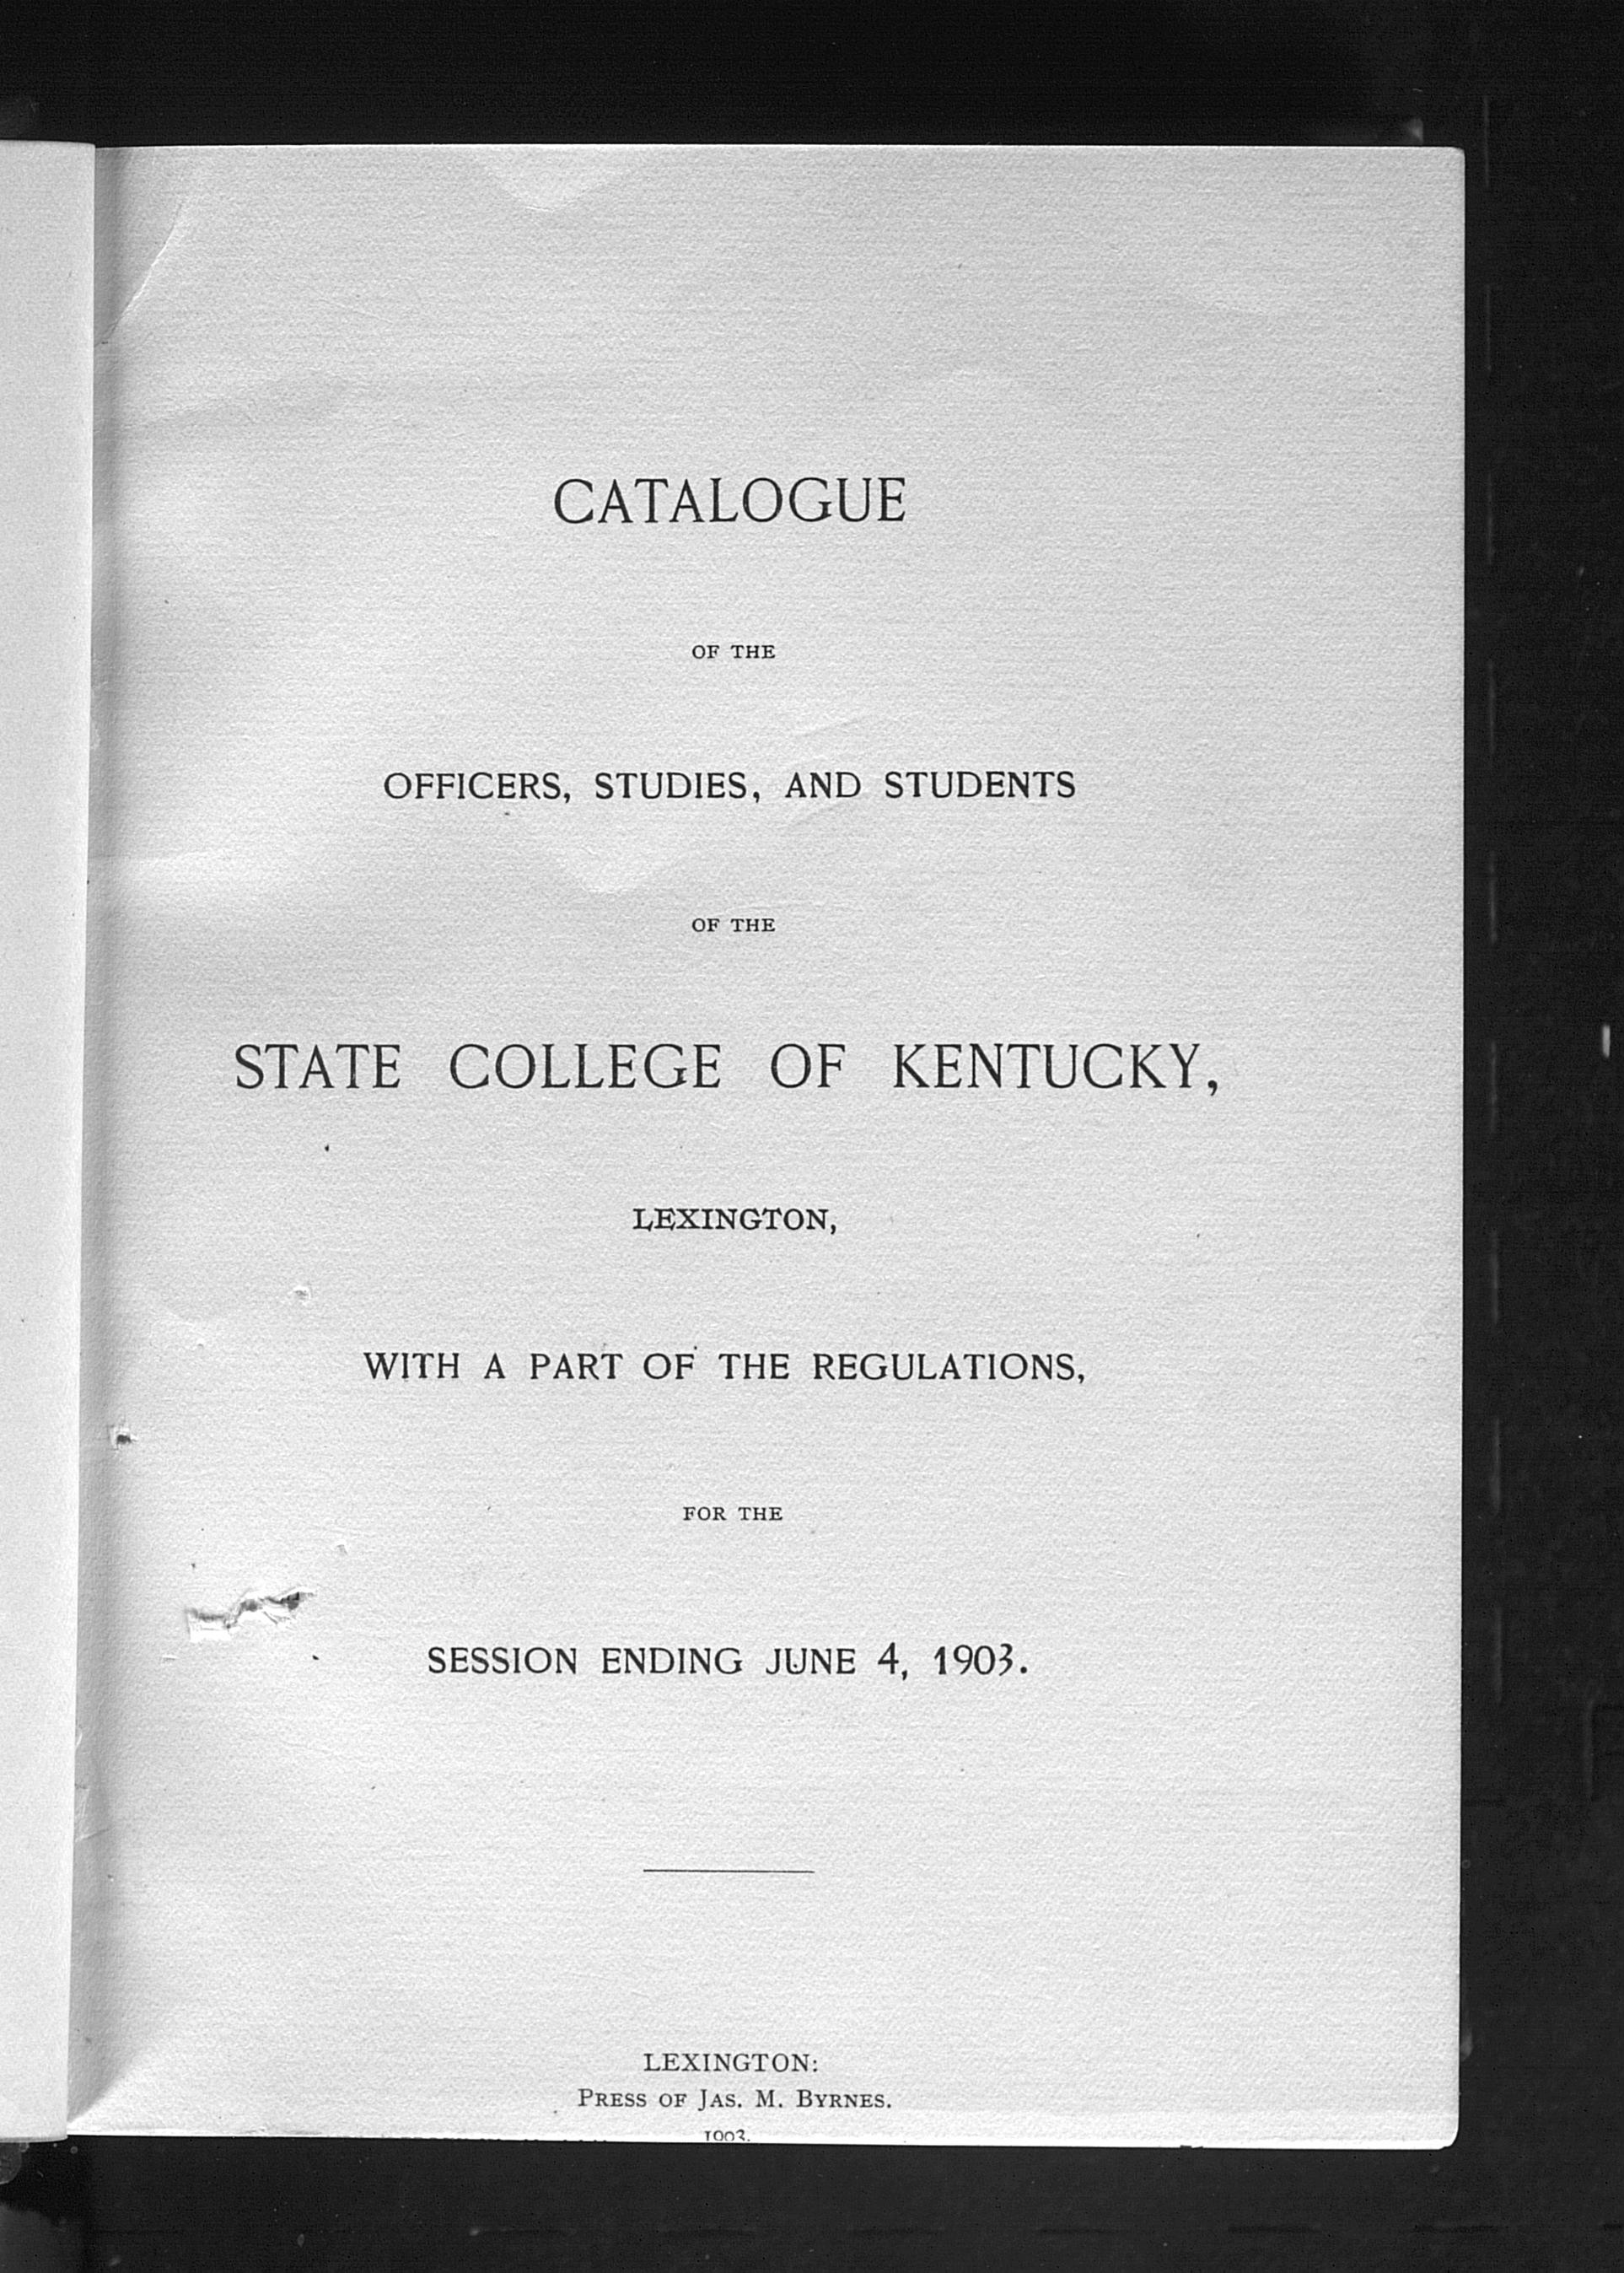 CATALOGUE
OF THE
OFFICERS, STUDIES, AND STUDENTS
OF THE
STATE COLLEGE OF KENTUCKY,
LEXINGTON,
WITH A PART OF THE REGULATIONS,
FOR THE
SESSION ENDING JUNE 4, 1903.
LEXINGTON:
PRESS OF JAS. M. BYRNES.
1903.